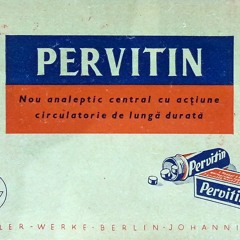 PERVITIN
Nou analeptic central cu acțiune
circulatorie de lungă durată
Pervitin
Pervitin
LER-WERKE-BERLIN-JOHANNI